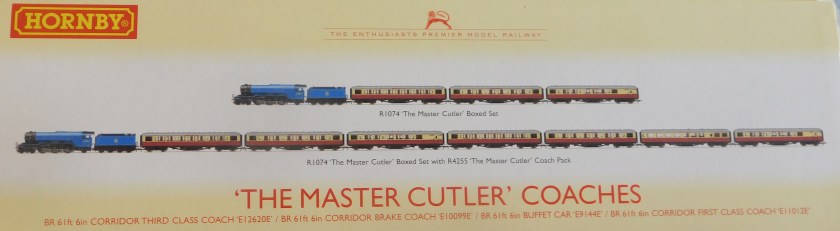 HORNBY
THE ENTHUSIASTS PREMIER MODEL RAILWAY
R1074 'The Master Cutler' Boxed Set
R1074 'The Master Cutler' Boxed Set with R4255 'The Master Cutler' Coach Pack
'THE MASTER CUTLER' COACHES
BR 61ft 6in CORRIDOR THIRD CLASS COACH 'E12620E' / BR 61ft 6in CORRIDOR BRAKE COACH 'E10099E' / BR 61ft 6in BUFFET CAR 'E9144E' / BR 61ft 6in CORRIDOR FIRST CLASS COACH 'E11012E'